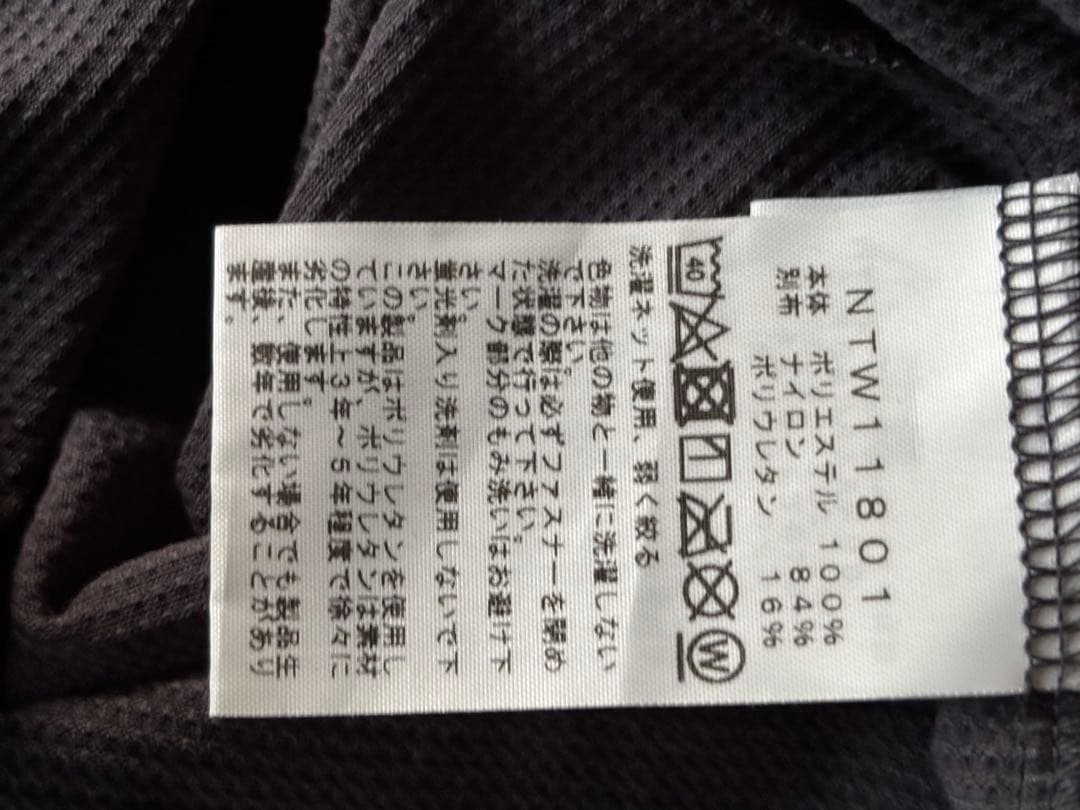 NTW11801
本体 ポリエステル 100%
別布 ナイロン 84%
ポリウレタン 16%
40
W
洗濯ネット使用、弱く絞る
色物は他の物と一緒に洗濯しない
で下さい。
洗濯の際は必ずファスナーを閉め
た状態で行って下さい。
マーク部分のもみ洗いはお避け下
さい。
蛍光剤入り洗剤は使用しないで下
さい。
この製品はポリウレタンを使用し
ていますが、ポリウレタンは素材
の特性上3年~5年程度で徐々に
劣化します。
また、使用しない場合でも製品生
産後、数年で劣化することがあり
ます。